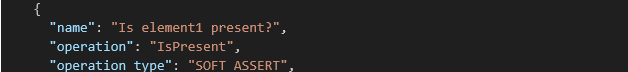 {
"name": "Is element1 present?",
"operation": "IsPresent",
"operation type": "SOFT ASSERT",